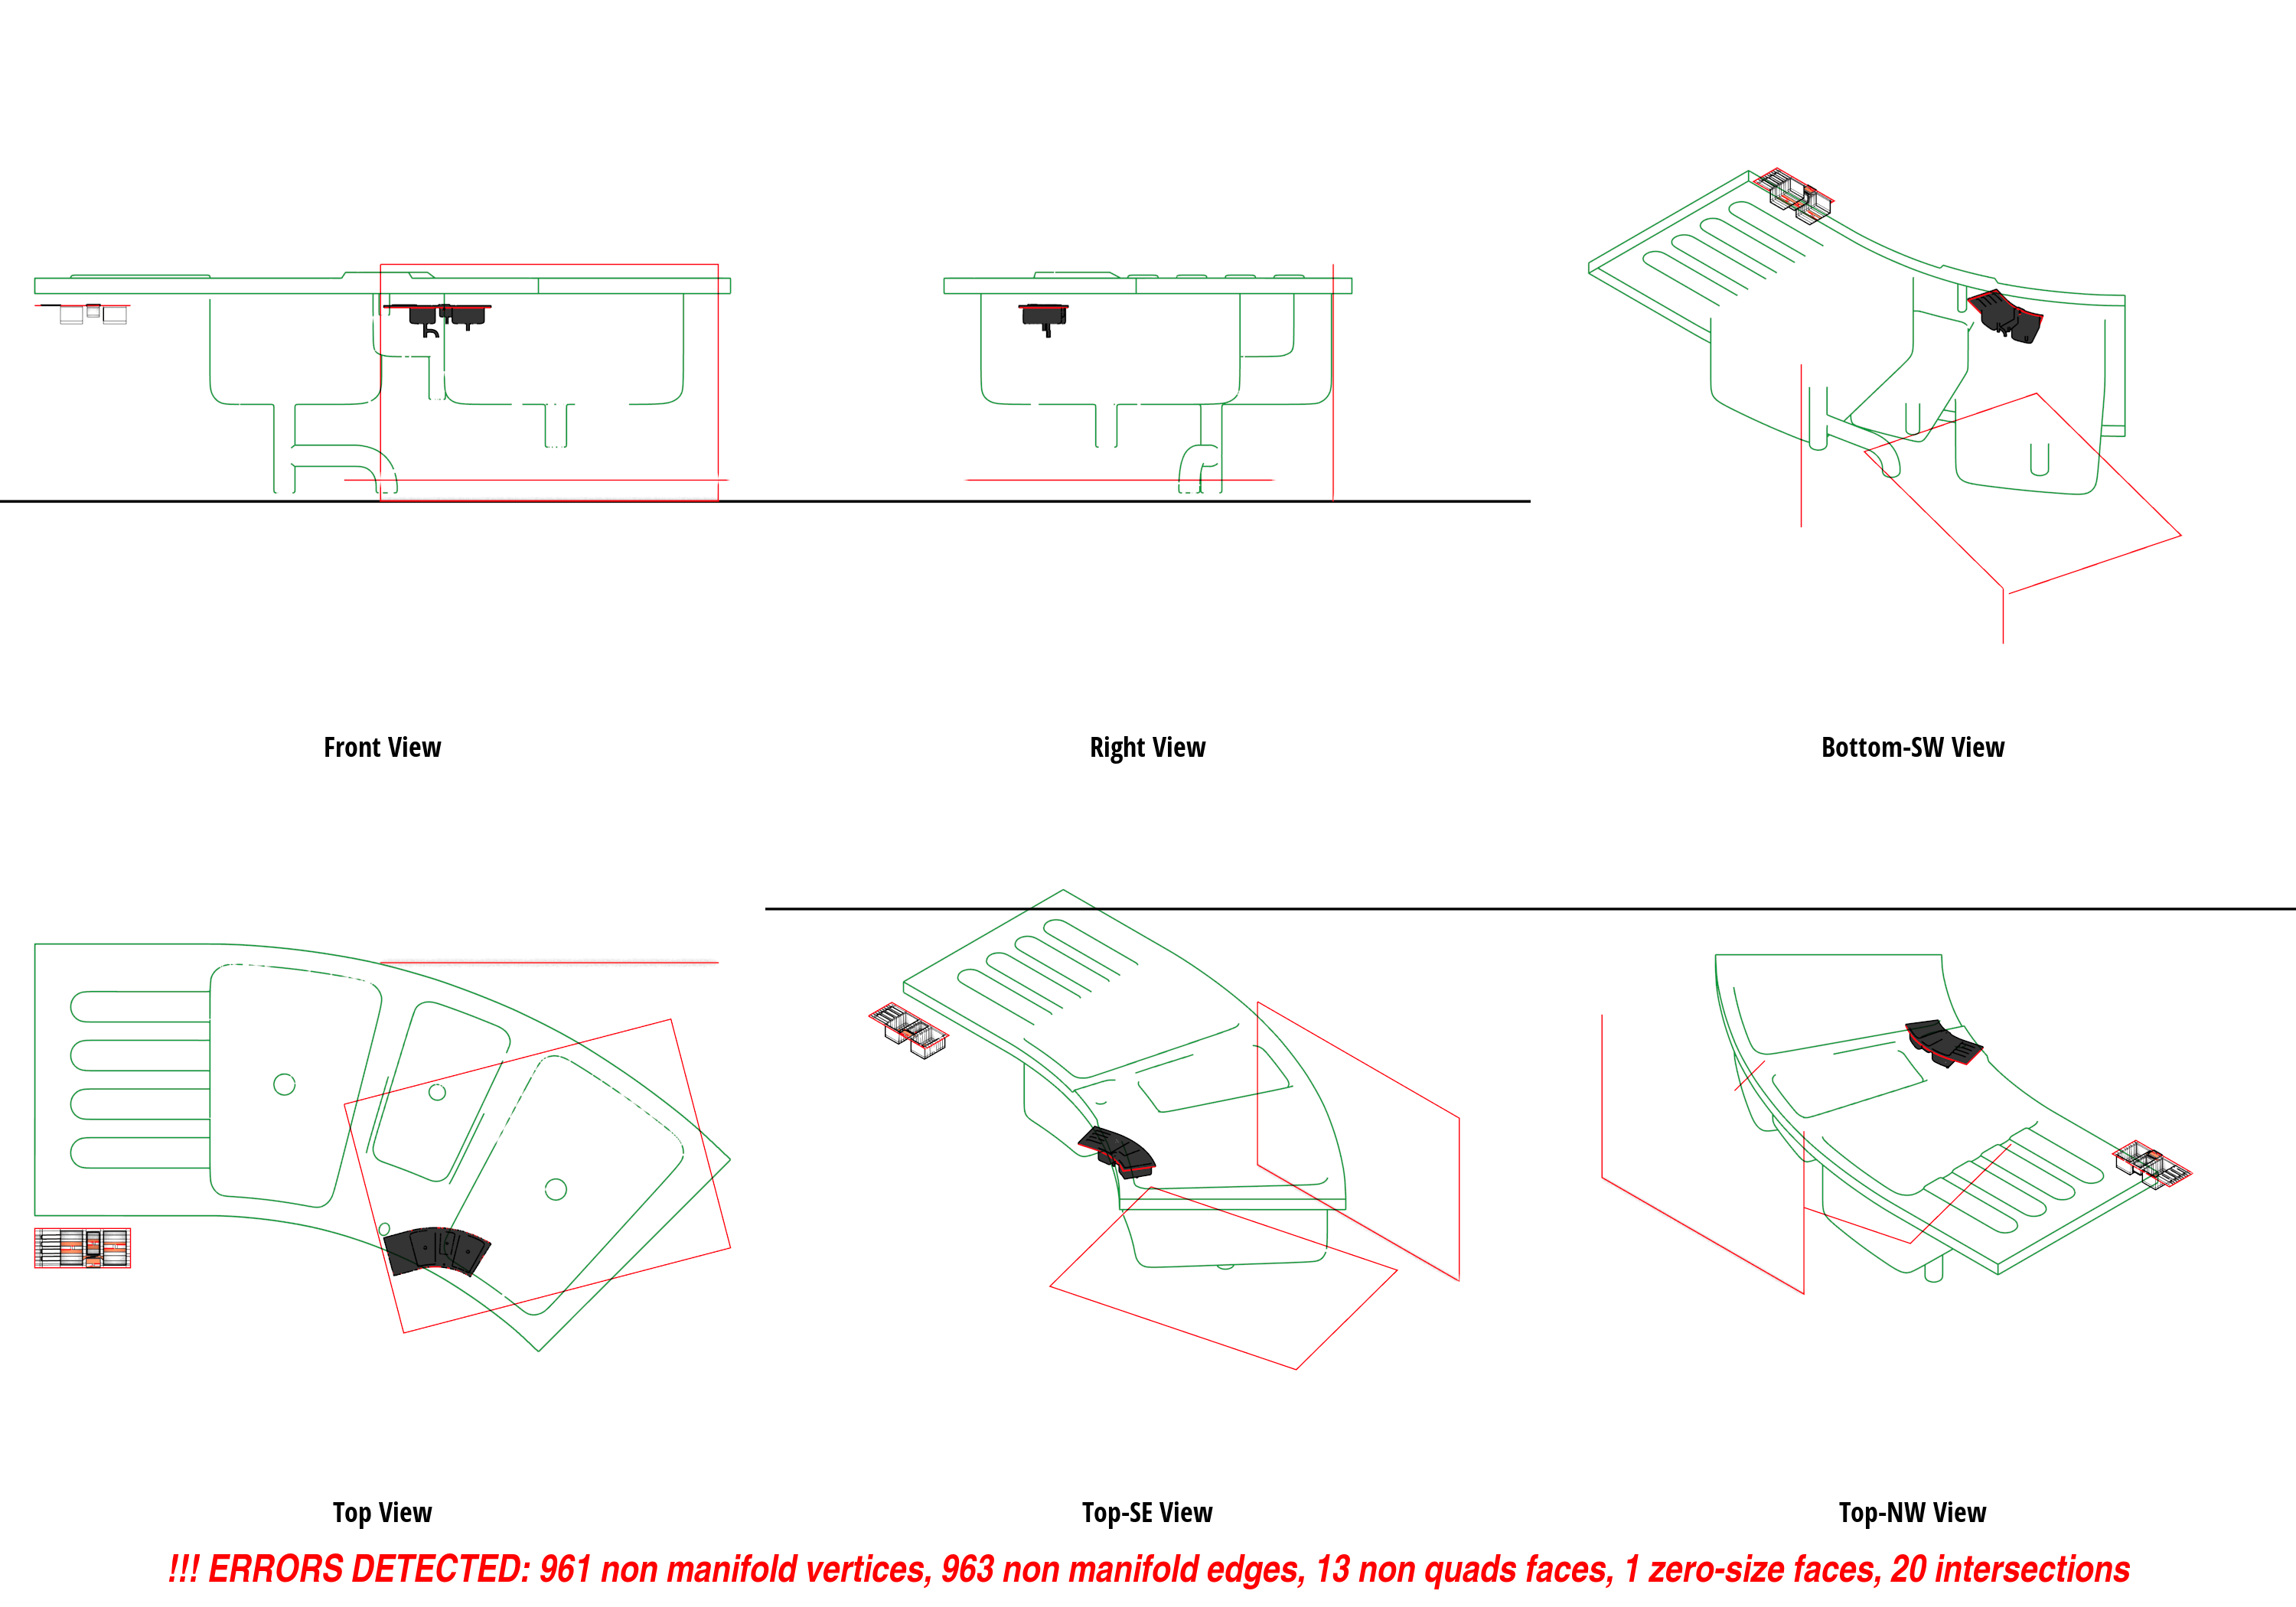 Front View
Right View
Bottom-SW View
Top View
Top-SE View
Top-NW View
!!! ERRORS DETECTED: 961 non manifold vertices, 963 non manifold edges, 13 non quads faces, 1 zero-size faces, 20 intersections